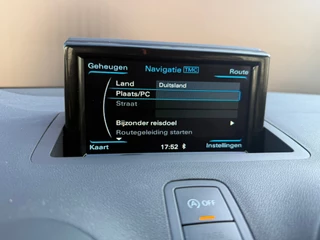 Geheugen Navigatie TMC Route
Land Duitsland
Plaats/PC
Straat
Bijzonder reisdoel
Routegeleiding starten
Kaart 17:52 Instellingen
A OFF